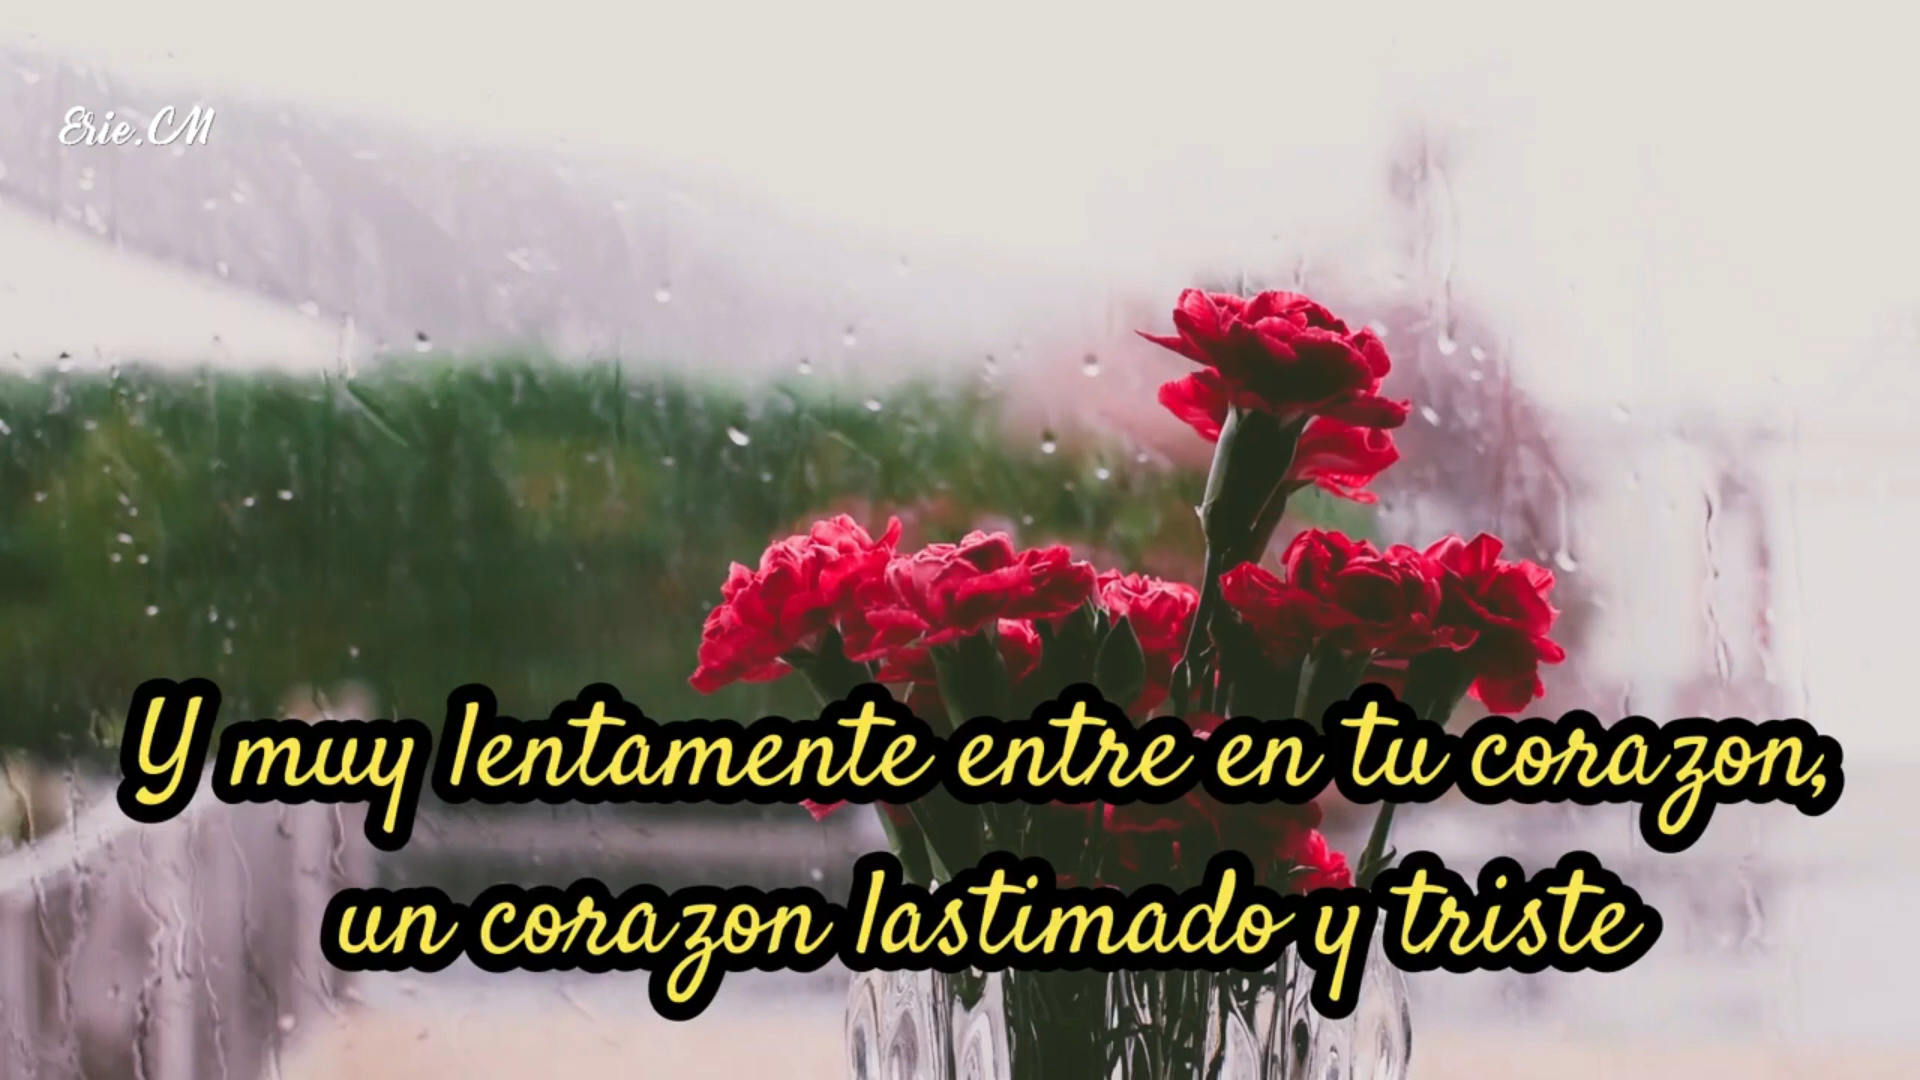 Erie.CM
Y muy lentamente entre en tu corazon,
un corazon lastimado y triste